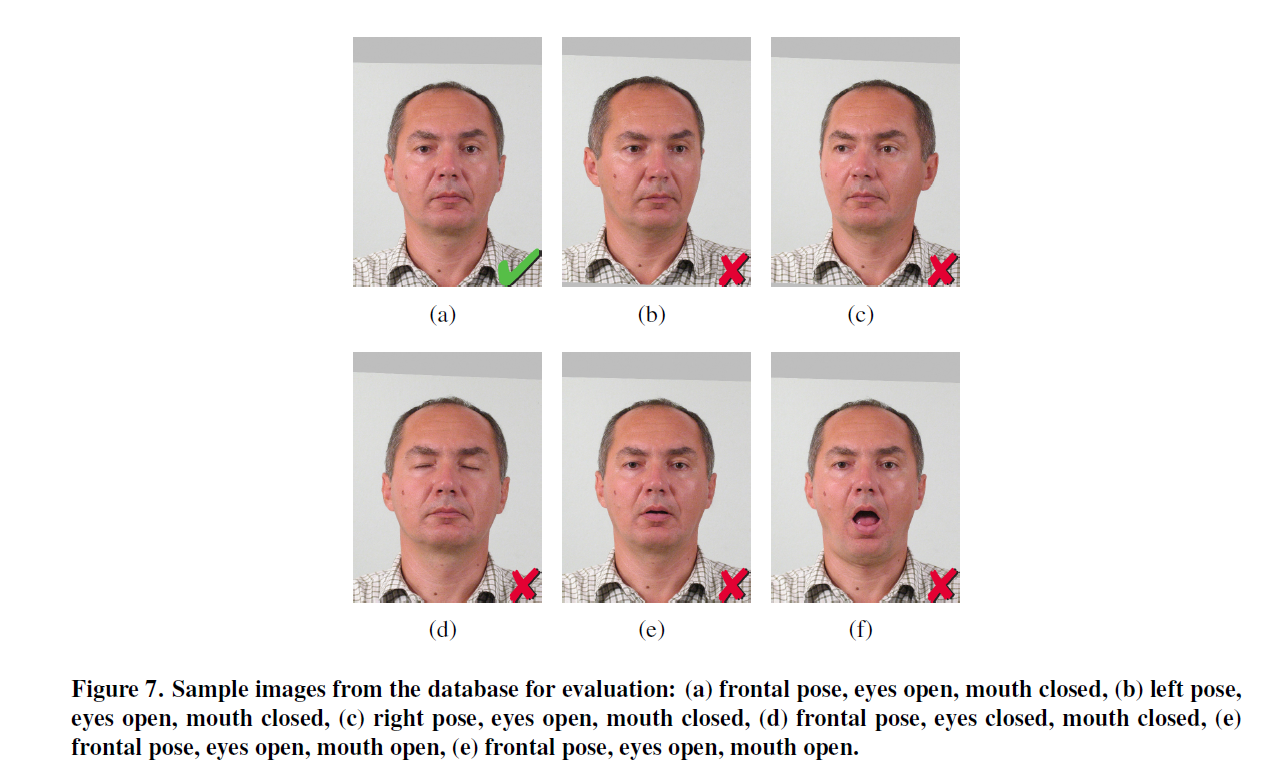 (a) (b) (c)
(d) (e) (f)
Figure 7. Sample images from the database for evaluation: (a) frontal pose, eyes open, mouth closed, (b) left pose,
eyes open, mouth closed, (c) right pose, eyes open, mouth closed, (d) frontal pose, eyes closed, mouth closed, (e)
frontal pose, eyes open, mouth open, (e) frontal pose, eyes open, mouth open.